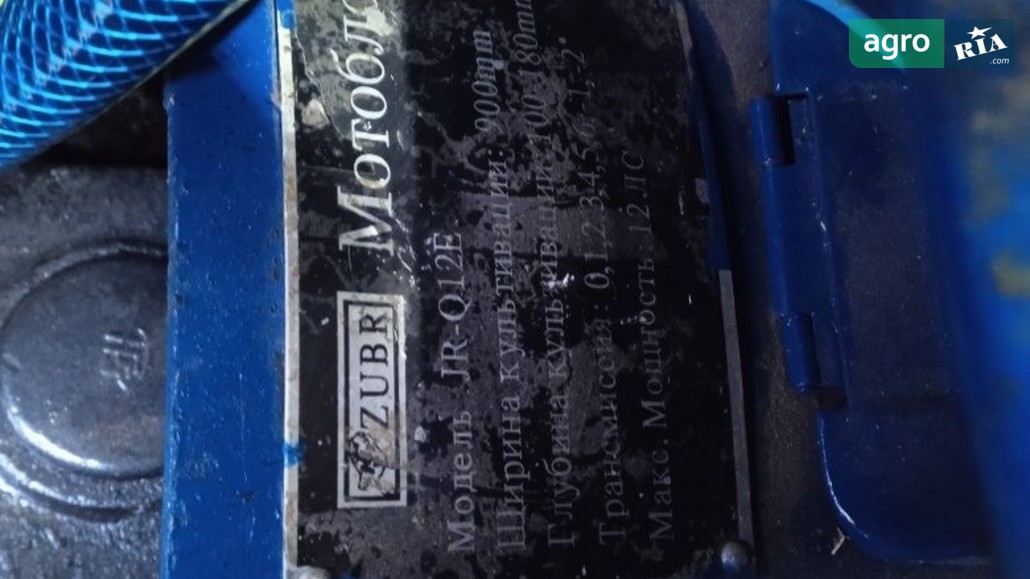 ZUBR Мотобло
Модель JR-Q12E
Ширина культивации: 900mm
Глубина культивации: 100-180mm
Трансмиссия: 0,1,2,3,4,5,6,-1,-2.
Макс. Мощность 12 ЛС
agro RIA
.com